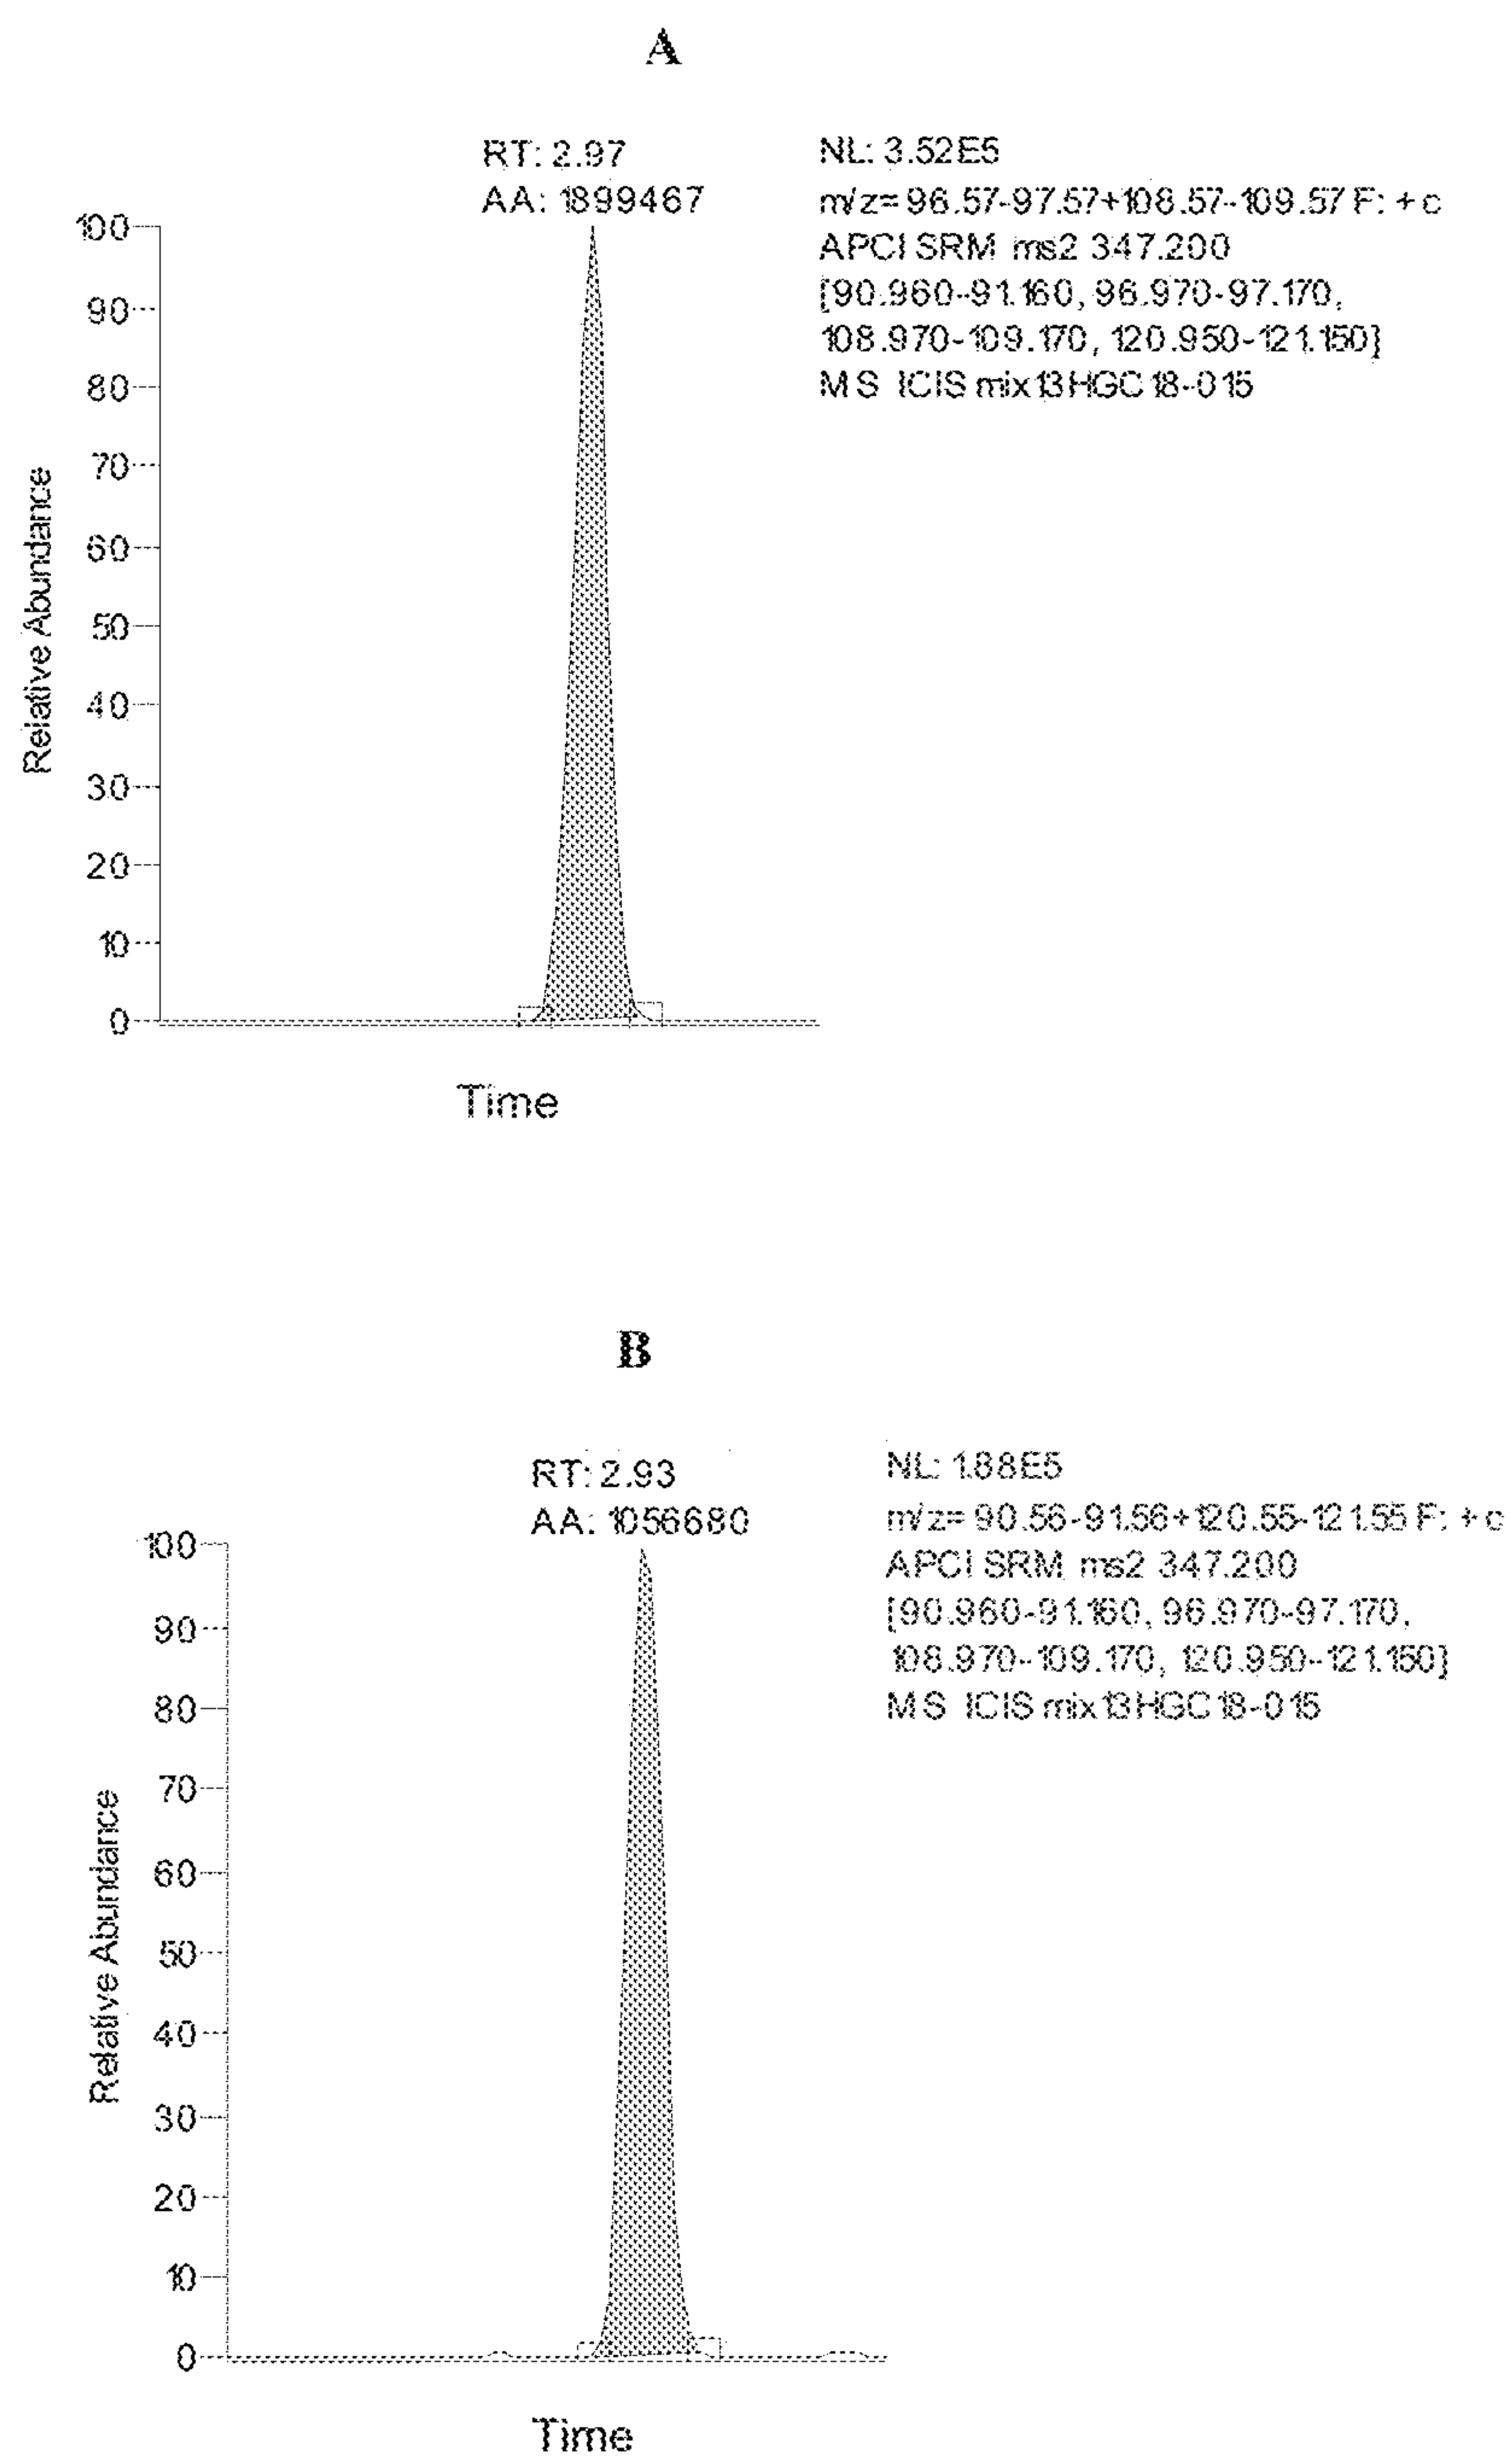 A
RT: 2.97
AA: 1899467
NL: 3.52E5
m/z= 96.57-97.57+108.57-109.57 F: + c
APCI SRM ms2 347.200
[90.960-91.160, 96.970-97.170,
108.970-109.170, 120.950-121.150]
MS ICIS mix13HGC18-015
100
90
80
70
60
50
40
30
20
10
0
Relative Abundance
Time
B
RT: 2.93
AA: 1056680
NL: 1.88E5
m/z= 90.56-91.56+120.55-121.55 F: + c
APCI SRM ms2 347.200
[90.960-91.160, 96.970-97.170,
108.970-109.170, 120.950-121.150]
MS ICIS mix13HGC18-015
100
90
80
70
60
50
40
30
20
10
0
Relative Abundance
Time